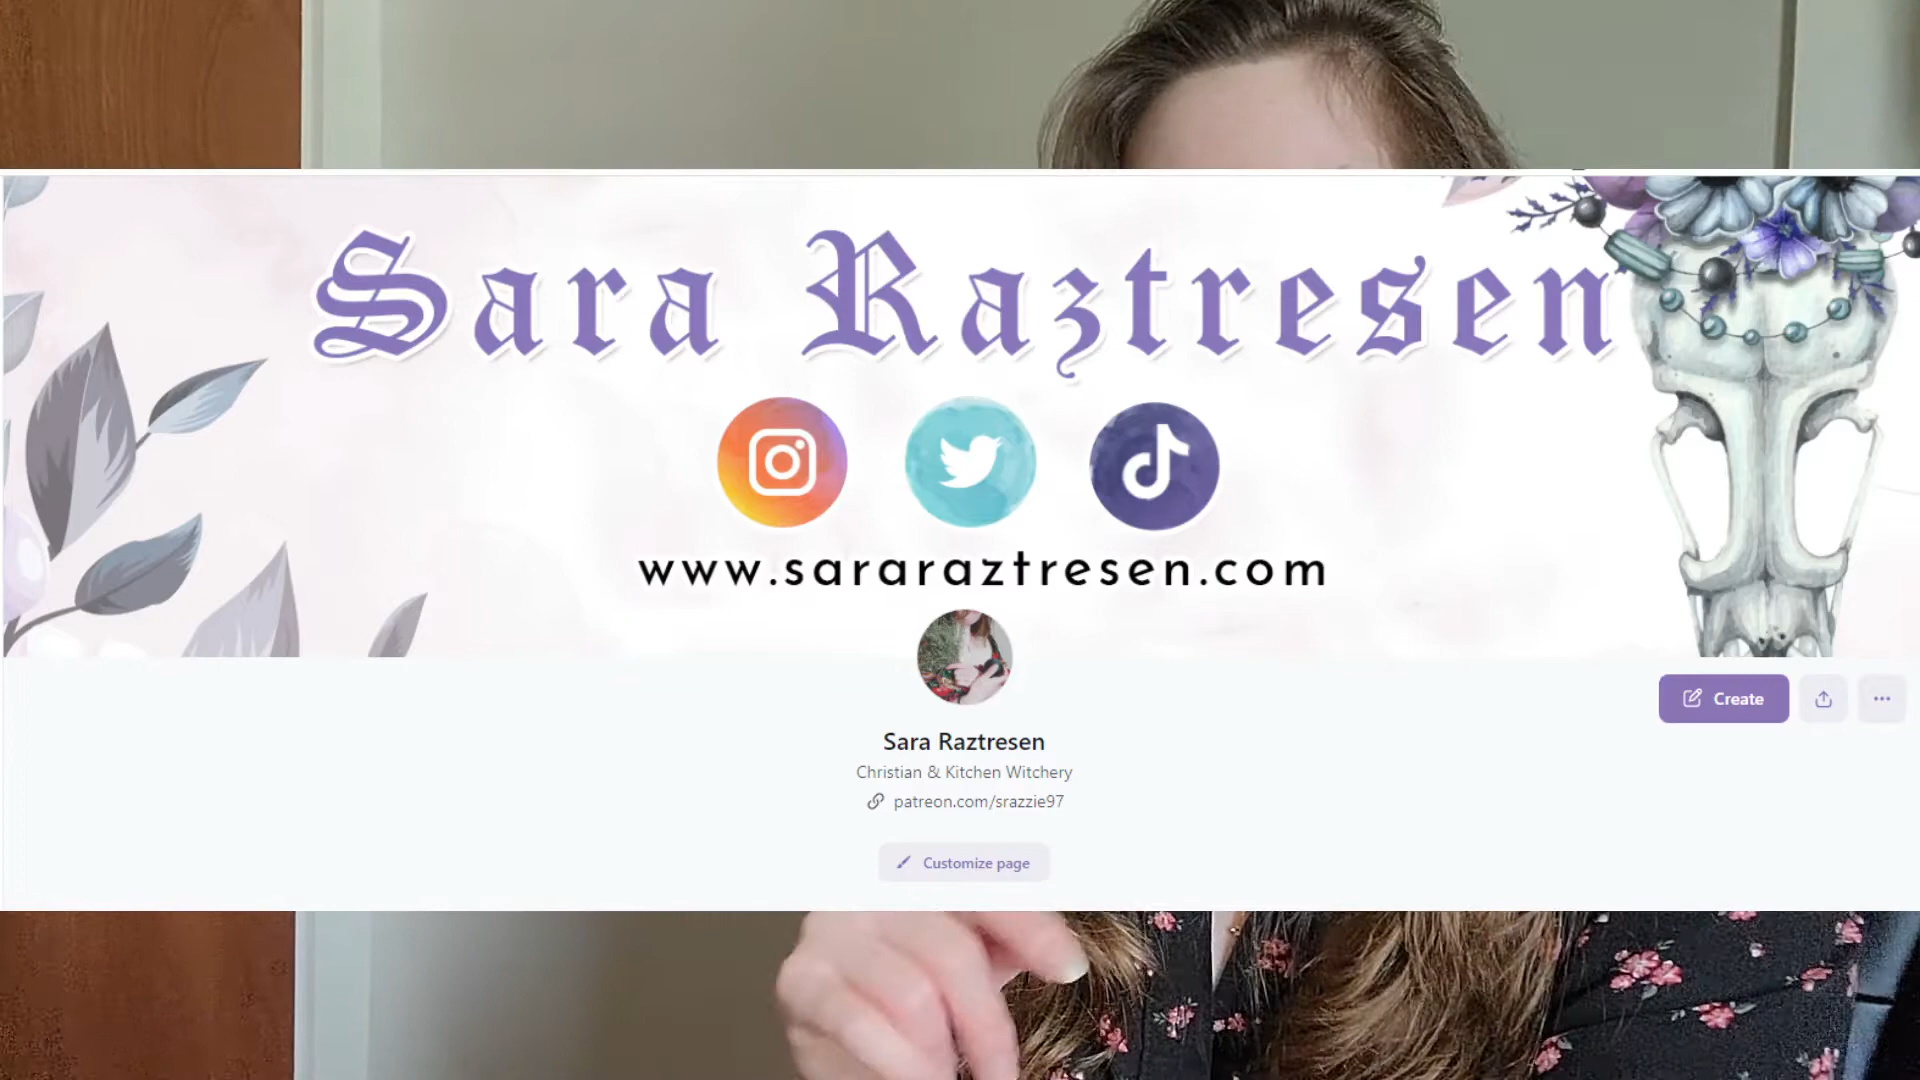 Sara Raztresen
www.sararaztresen.com
Create
Sara Raztresen
Christian & Kitchen Witchery
patreon.com/srazzie97
Customize page